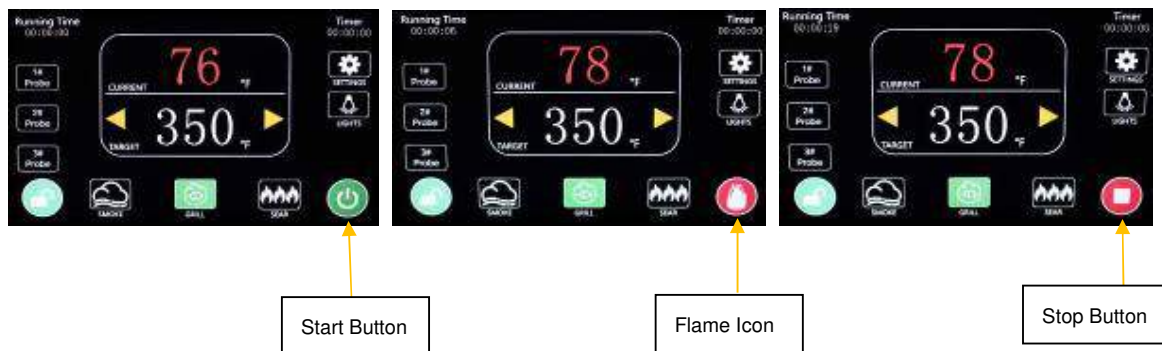 Running Time
00:00:00
Timer
00:00:00
1#
Probe
2#
Probe
3#
Probe
76 °F
CURRENT
350 °F
TARGET
SETTINGS
LIGHTS
SMOKE
GRILL
SEAR
Running Time
00:00:06
Timer
00:00:00
1#
Probe
2#
Probe
3#
Probe
78 °F
CURRENT
350 °F
TARGET
SETTINGS
LIGHTS
SMOKE
GRILL
SEAR
Running Time
00:00:19
Timer
00:00:00
1#
Probe
2#
Probe
3#
Probe
78 °F
CURRENT
350 °F
TARGET
SETTINGS
LIGHTS
SMOKE
GRILL
SEAR
Start Button
Flame Icon
Stop Button